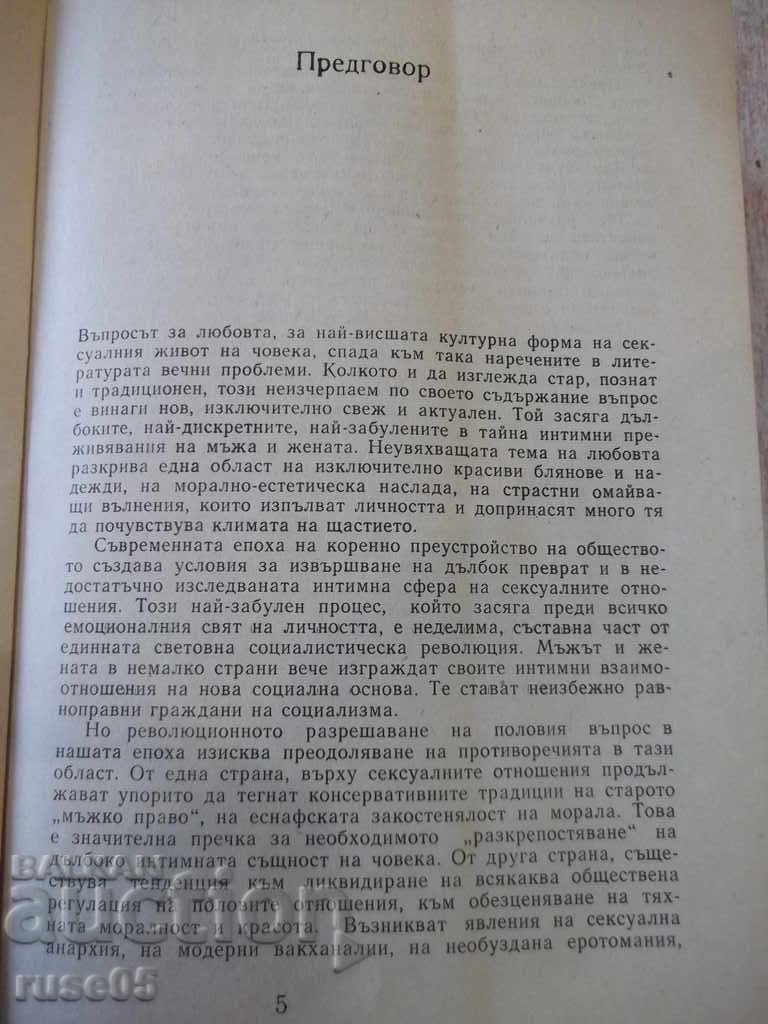 Предговор
Въпросът за любовта, за най-висшата културна форма на сек-
суалния живот на човека, спада към така наречените в лите-
ратурата вечни проблеми. Колкото и да изглежда стар, познат
и традиционен, този неизчерпаем по своето съдържание въпрос
е винаги нов, изключително свеж и актуален. Той засяга дъл-
боките, най-дискретните, най-забулените в тайна интимни пре-
живявания на мъжа и жената. Неувяхващата тема на любовта
разкрива една област на изключително красиви блянове и на-
дежди, на морално-естетическа наслада, на страстни омайва-
щи вълнения, които изпълват личността и допринасят много тя
да почувствува климата на щастието.
Съвременната епоха на коренно преустройство на общество-
то създава условия за извършване на дълбок преврат и в не-
достатъчно изследваната интимна сфера на сексуалните отно-
шения. Този най-забулен процес, който засяга преди всичко
емоционалния свят на личността, е неделима, съставна част от
единната световна социалистическа революция. Мъжът и же-
ната в немалко страни вече изграждат своите интимни взаимо-
отношения на нова социална основа. Те стават неизбежно рав-
ноправни граждани на социализма.
Но революционното разрешаване на половия въпрос в
нашата епоха изисква преодоляване на противоречията в тази
област. От една страна, върху сексуалните отношения продъл-
жават упорито да тегнат консервативните традиции на старото
„мъжко право“, на еснафската закостенялост на морала. Това
е значителна пречка за необходимото „разкрепостяване“ на
дълбоко интимната същност на човека. От друга страна, съще-
ствува тенденция към ликвидиране на всякаква обществена
регулация на половите отношения, към обезценяване на тях-
ната моралност и красота. Възникват явления на сексуална
анархия, на модерни вакханалии, на необуздана еротомания,
5
BALKAN
auction
ruse05